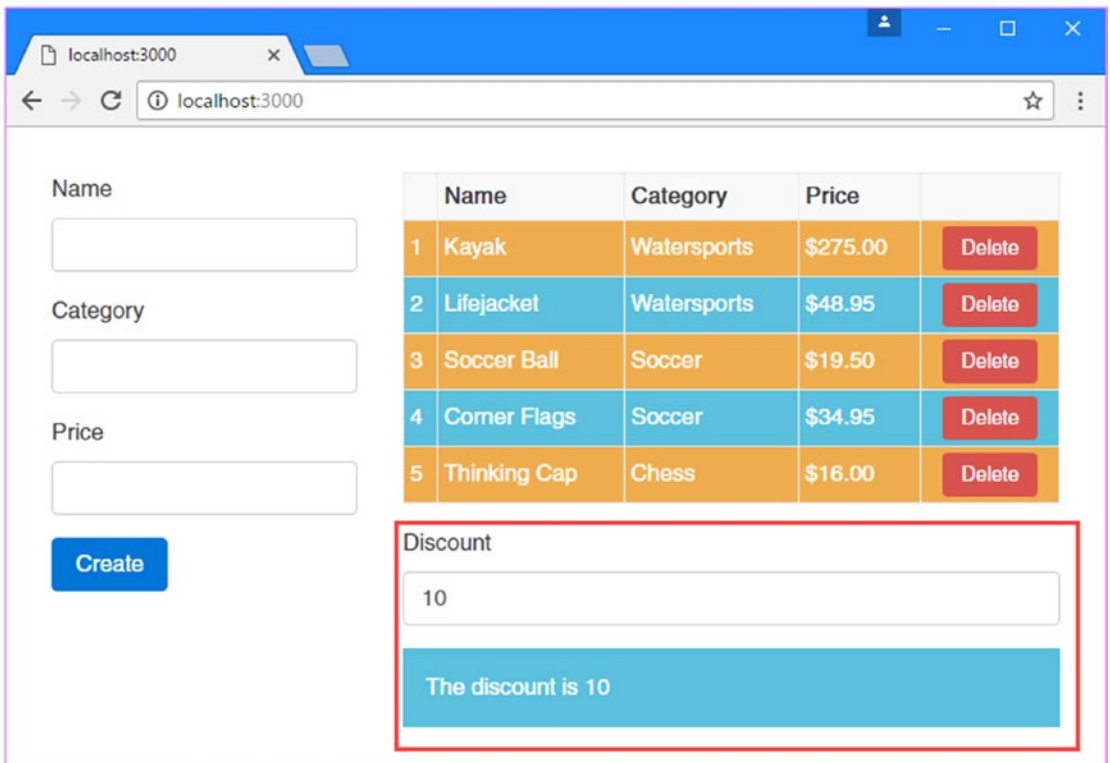 localhost:3000
localhost:3000
Name
Category
Price
Create
Name Category Price
1 Kayak Watersports $275.00 Delete
2 Lifejacket Watersports $48.95 Delete
3 Soccer Ball Soccer $19.50 Delete
4 Corner Flags Soccer $34.95 Delete
5 Thinking Cap Chess $16.00 Delete
Discount
10
The discount is 10